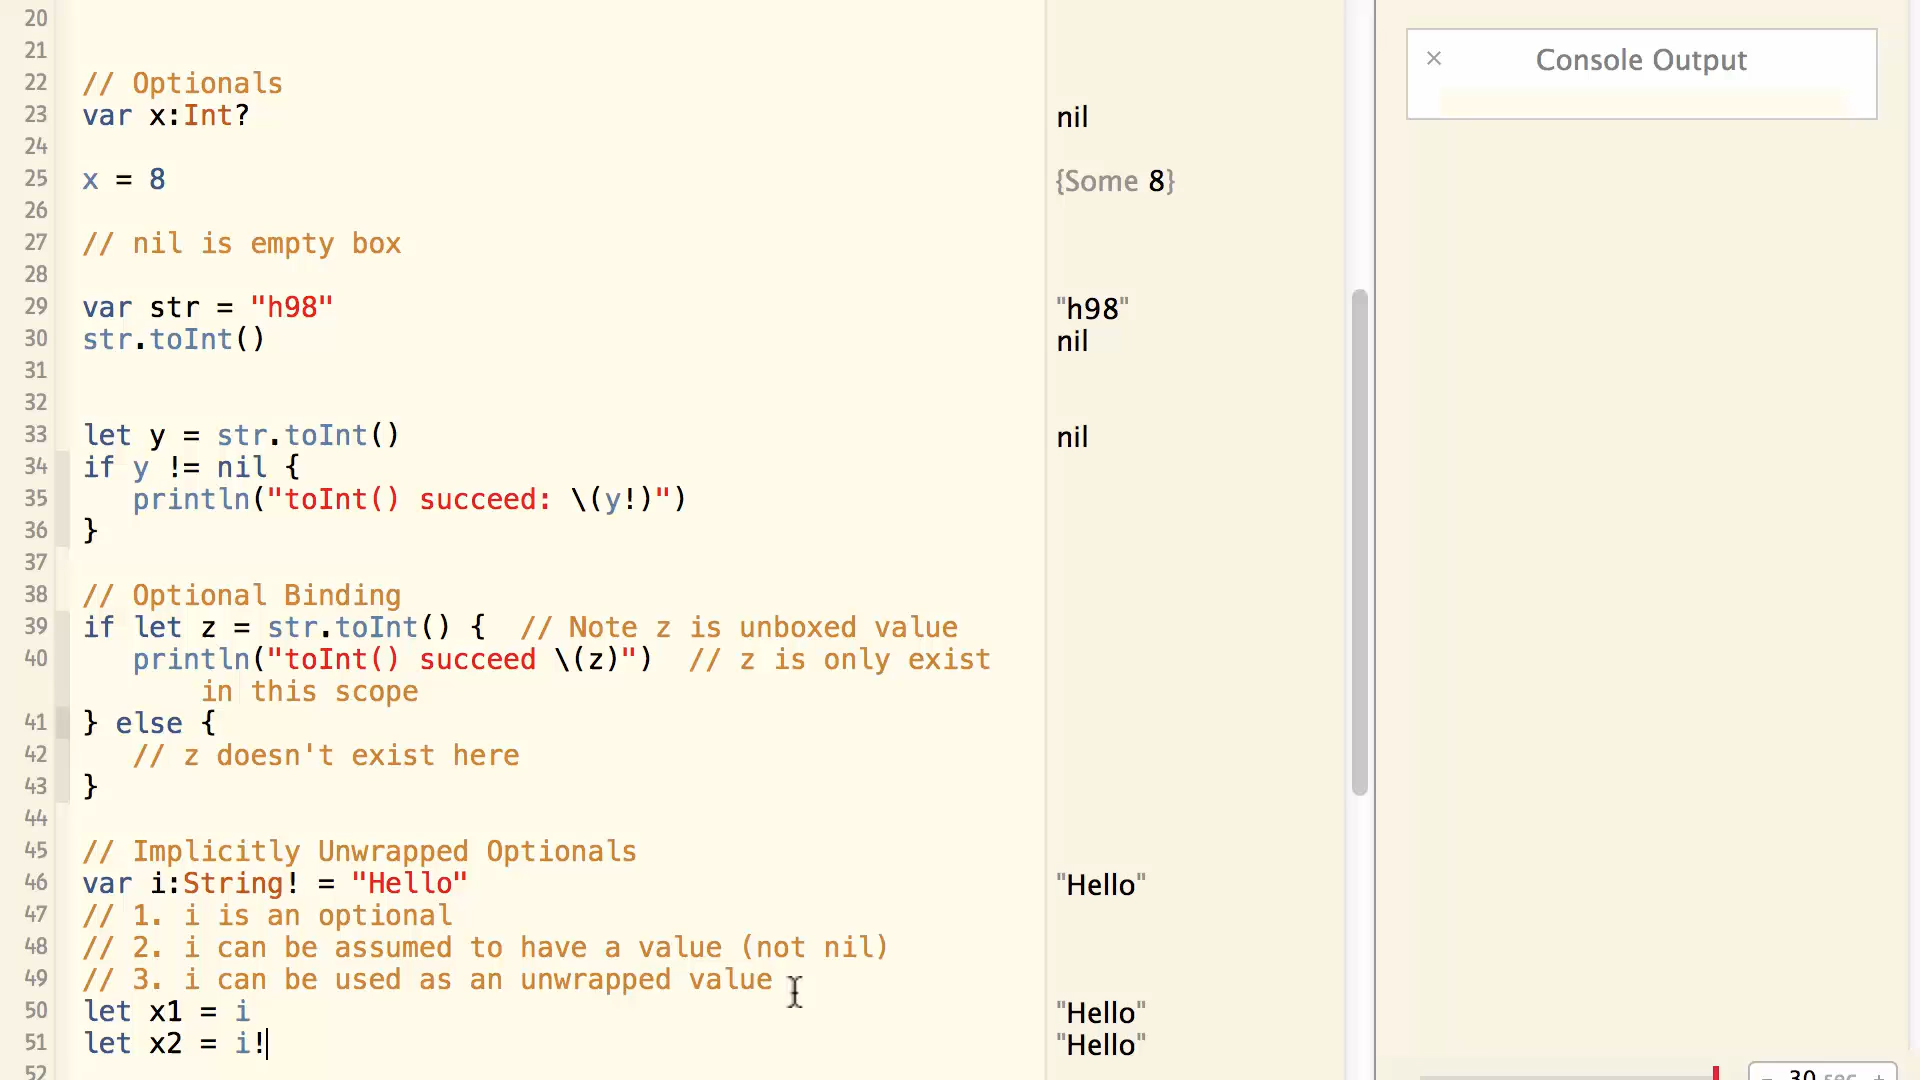 20
21
22 // Optionals
23 var x:Int? nil
24
25 x = 8 {Some 8}
26
27 // nil is empty box
28
29 var str = "h98" "h98"
30 str.toInt() nil
31
32
33 let y = str.toInt() nil
34 if y != nil {
35 println("toInt() succeed: \(y!)")
36 }
37
38 // Optional Binding
39 if let z = str.toInt() { // Note z is unboxed value
40 println("toInt() succeed \(z)") // z is only exist
in this scope
41 } else {
42 // z doesn't exist here
43 }
44
45 // Implicitly Unwrapped Optionals
46 var i:String! = "Hello" "Hello"
47 // 1. i is an optional
48 // 2. i can be assumed to have a value (not nil)
49 // 3. i can be used as an unwrapped value
50 let x1 = i "Hello"
51 let x2 = i! "Hello"
52
× Console Output
- 30 sec +